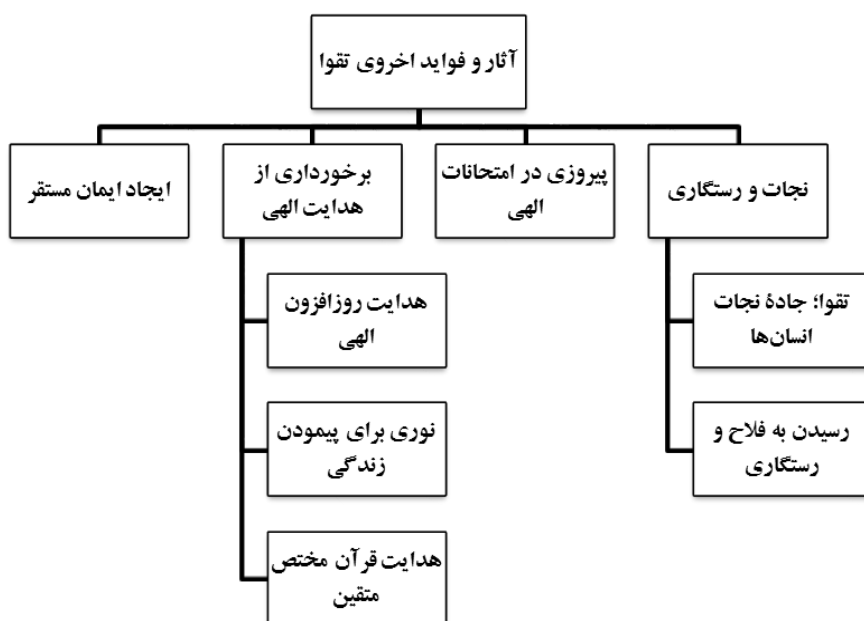 آثار و فواید اخروی تقوا
نجات و رستگاری
پیروزی در امتحانات
الهی
برخورداری از
هدایت الهی
ایجاد ایمان مستقر
تقوا؛ جادۀ نجات
انسان‌ها
رسیدن به فلاح و
رستگاری
هدایت روزافزون
الهی
نوری برای پیمودن
زندگی
هدایت قرآن مختص
متقین